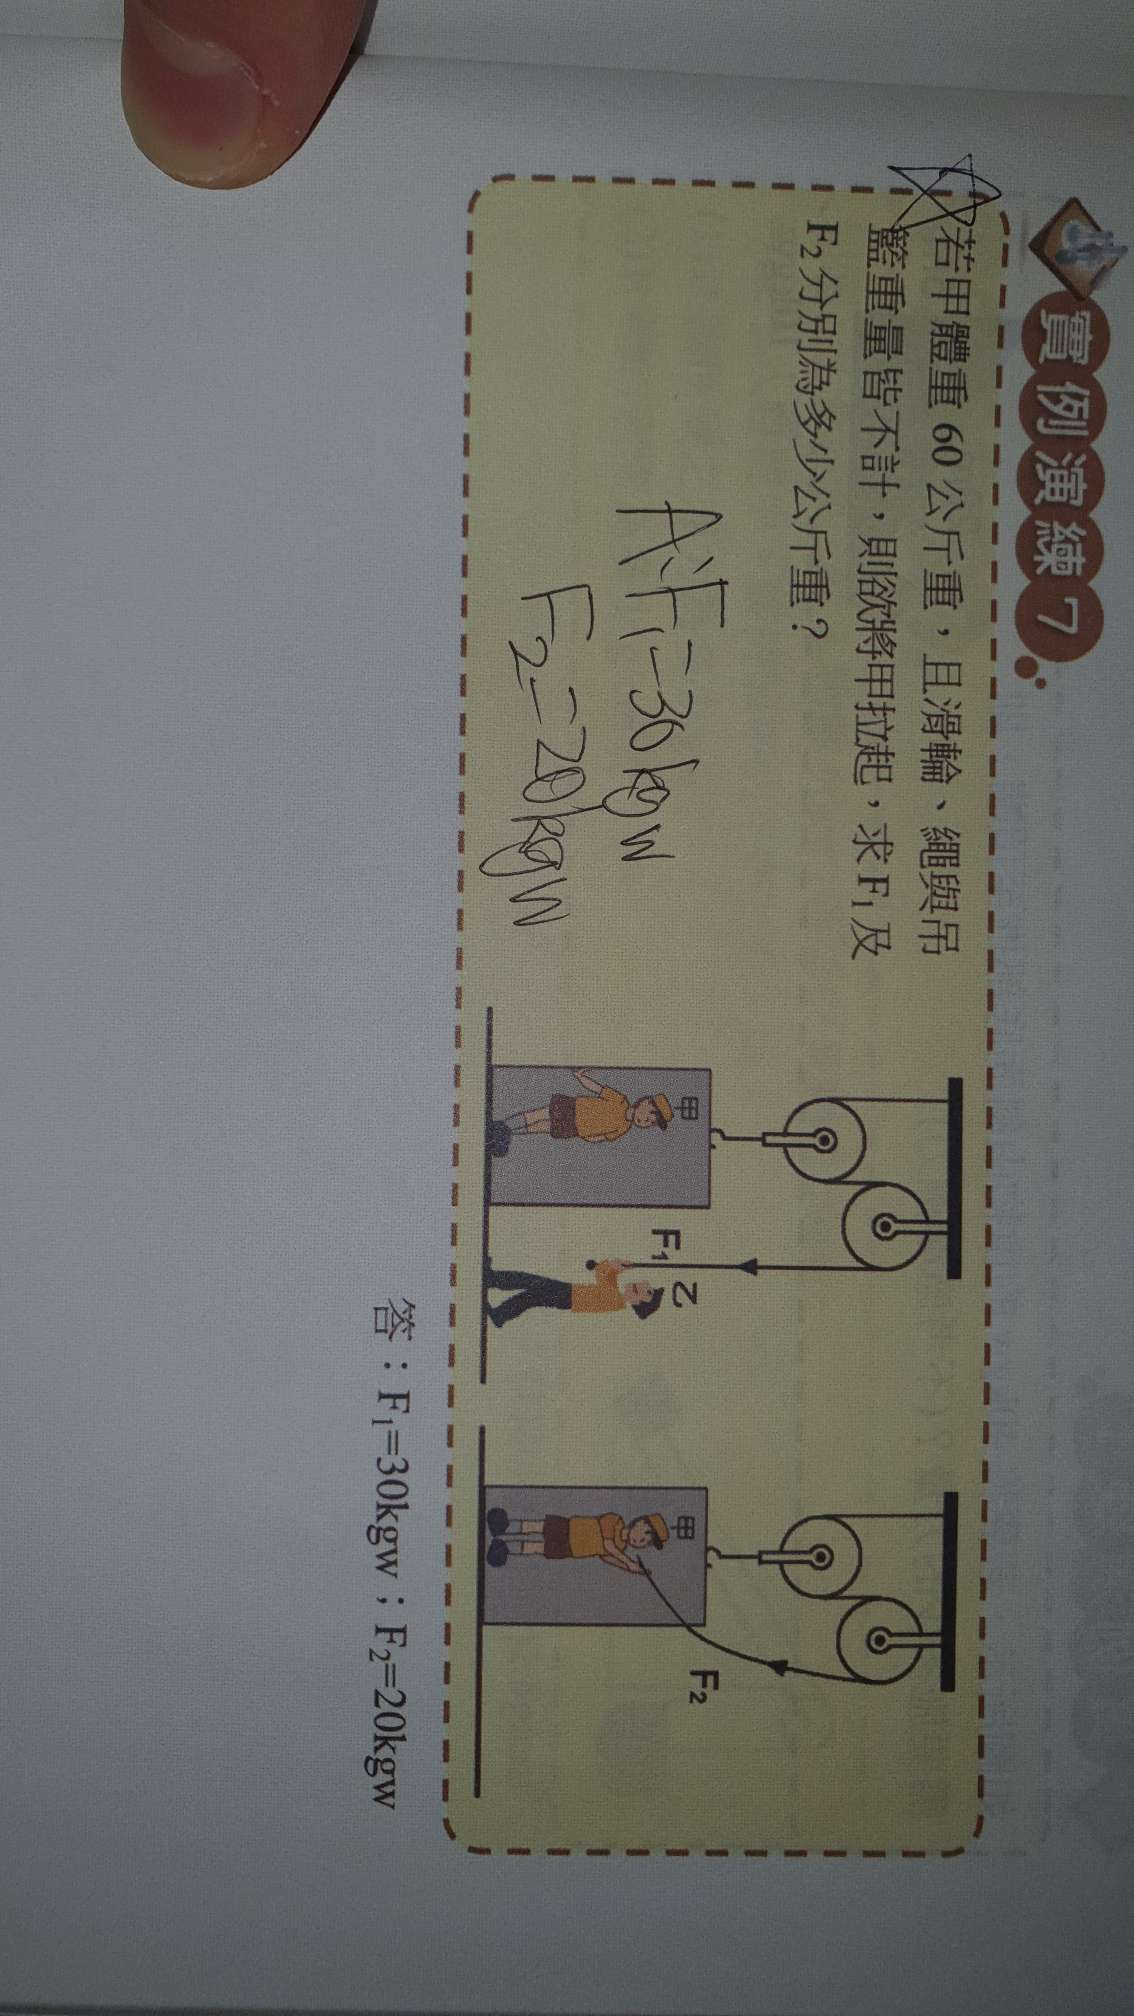 實例演練7
若甲體重 60 公斤重，且滑輪、繩與吊
籃重量皆不計，則欲將甲拉起，求 F₁ 及
F₂ 分別為多少公斤重？
A:F₁=30kgw
F₂=20kgw
甲
F₁
乙
甲
F₂
答：F₁=30kgw；F₂=20kgw